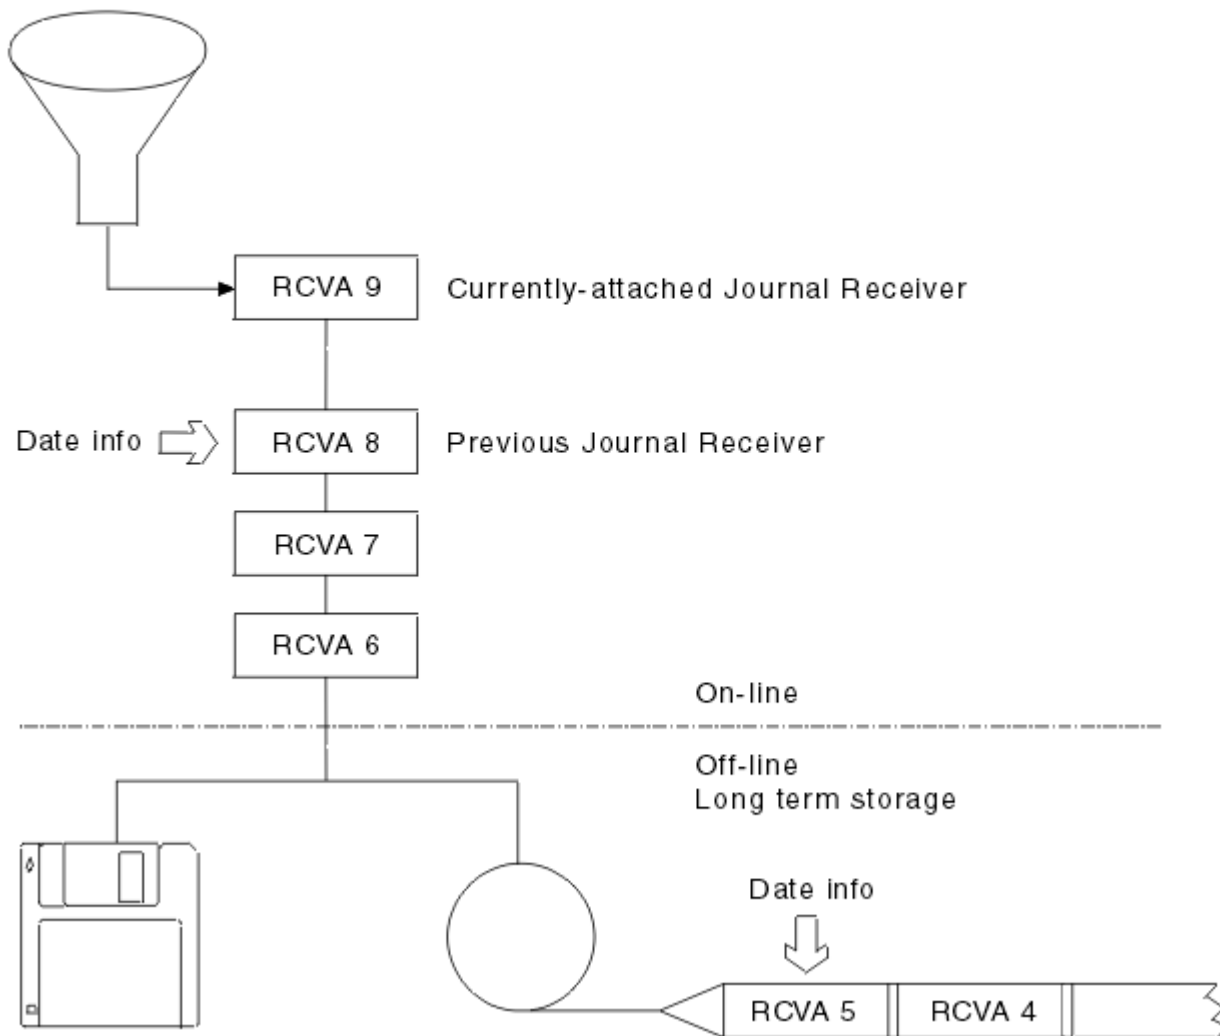 RCVA 9
Currently-attached Journal Receiver
Date info
RCVA 8
Previous Journal Receiver
RCVA 7
RCVA 6
On-line
Off-line
Long term storage
Date info
RCVA 5
RCVA 4